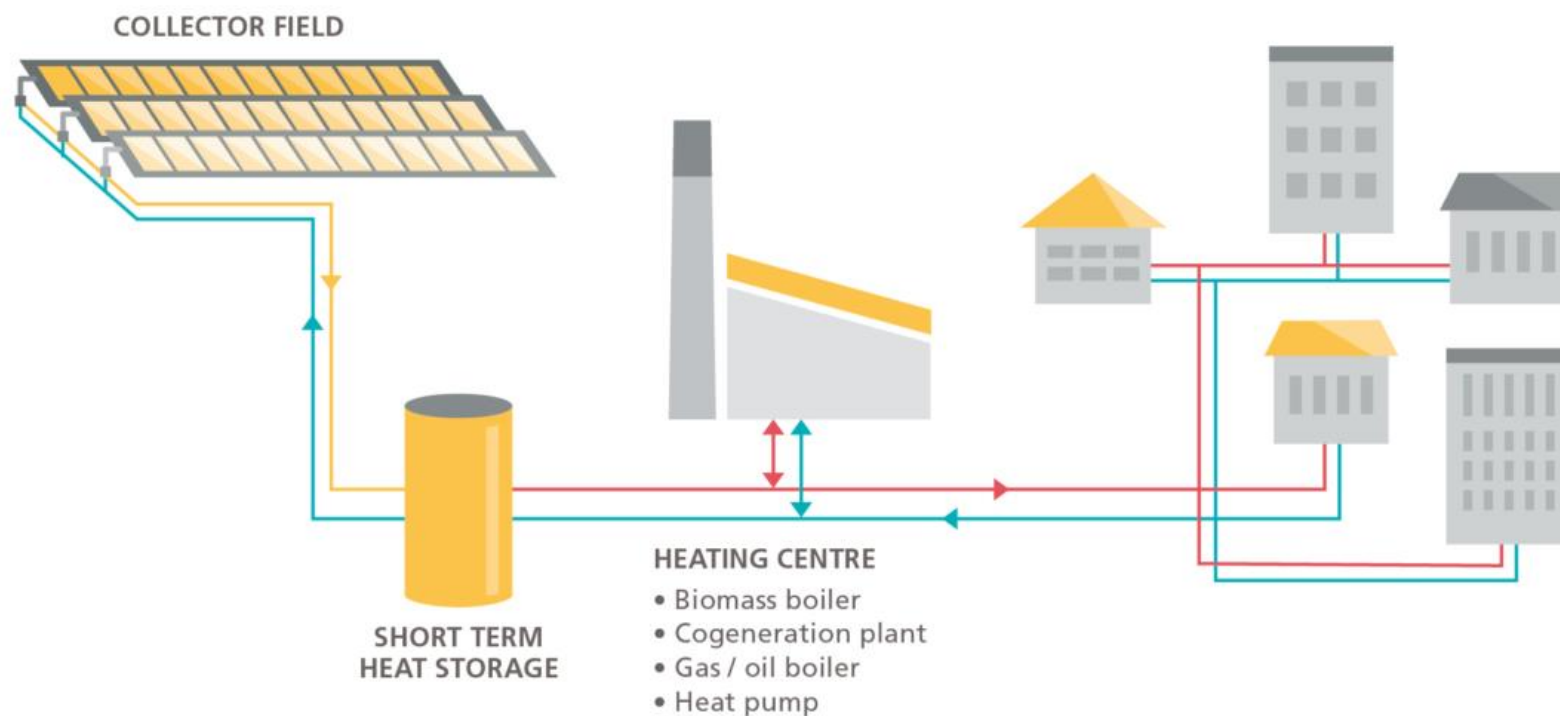 COLLECTOR FIELD
SHORT TERM
HEAT STORAGE
HEATING CENTRE
• Biomass boiler
• Cogeneration plant
• Gas / oil boiler
• Heat pump